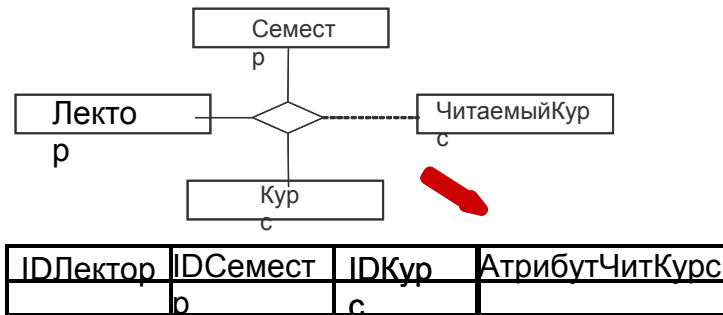 Семест
р
Лекто
р
ЧитаемыйКур
с
Кур
с
IDЛектор IDСемест
р IDКур
с АтрибутЧитКурс